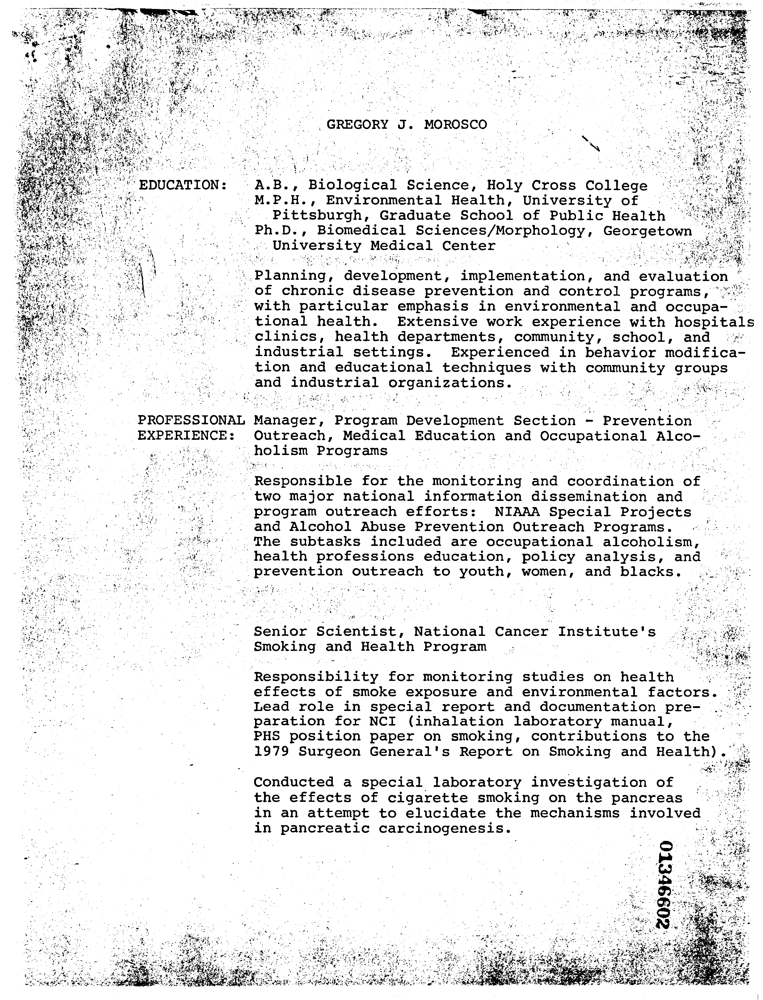 GREGORY J. MOROSCO
EDUCATION: A.B., Biological Science, Holy Cross College
M.P.H., Environmental Health, University of
Pittsburgh, Graduate School of Public Health
Ph.D., Biomedical Sciences/Morphology, Georgetown
University Medical Center
Planning, development, implementation, and evaluation
of chronic disease prevention and control programs,
with particular emphasis in environmental and occupa-
tional health. Extensive work experience with hospitals
clinics, health departments, community, school, and
industrial settings. Experienced in behavior modifica-
tion and educational techniques with community groups
and industrial organizations.
PROFESSIONAL Manager, Program Development Section - Prevention
EXPERIENCE: Outreach, Medical Education and Occupational Alco-
holism Programs
Responsible for the monitoring and coordination of
two major national information dissemination and
program outreach efforts: NIAAA Special Projects
and Alcohol Abuse Prevention Outreach Programs.
The subtasks included are occupational alcoholism,
health professions education, policy analysis, and
prevention outreach to youth, women, and blacks.
Senior Scientist, National Cancer Institute's
Smoking and Health Program
Responsibility for monitoring studies on health
effects of smoke exposure and environmental factors.
Lead role in special report and documentation pre-
paration for NCI (inhalation laboratory manual,
PHS position paper on smoking, contributions to the
1979 Surgeon General's Report on Smoking and Health).
Conducted a special laboratory investigation of
the effects of cigarette smoking on the pancreas
in an attempt to elucidate the mechanisms involved
in pancreatic carcinogenesis.
01346602